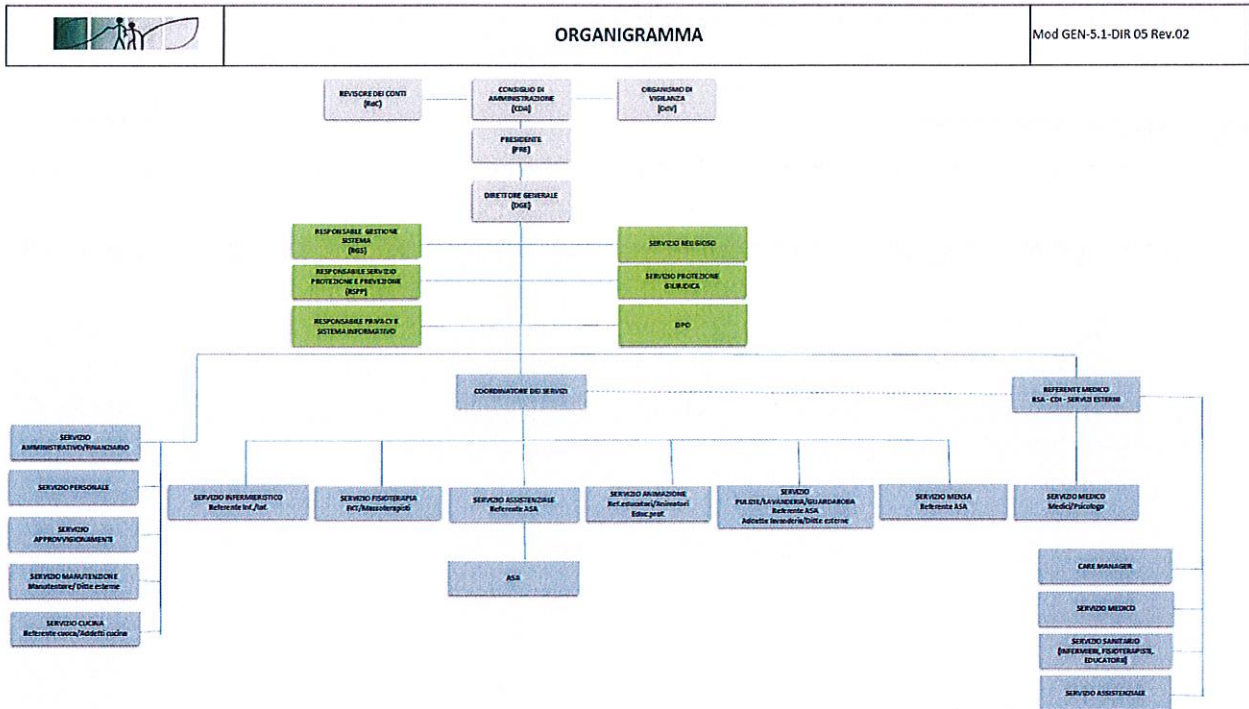 ORGANIGRAMMA
Mod GEN-5.1-DIR 05 Rev.02
REVISORE DEI CONTI
(RdC)
CONSIGLIO DI
AMMINISTRAZIONE
(CDA)
ORGANISMO DI
VIGILANZA
(OdV)
PRESIDENTE
(PRE)
DIRETTORE GENERALE
(DGE)
RESPONSABILE GESTIONE
SISTEMA
(RGS)
SERVIZIO RELIGIOSO
RESPONSABILE SERVIZIO
PROTEZIONE E PREVEZIONE
(RSPP)
SERVIZIO PROTEZIONE
GIURIDICA
RESPONSABILE PRIVACY E
SISTEMA INFORMATIVO
DPO
COORDINATORE DEI SERVIZI
REFERENTE MEDICO
RSA - CDI - SERVIZI ESTERNI
SERVIZIO
AMMINISTRATIVO/FINANZIARIO
SERVIZIO PERSONALE
SERVIZIO
APPROVVIGIONAMENTI
SERVIZIO MANUTENZIONE
Manutentore/Ditte esterne
SERVIZIO CUCINA
Referente cuoca/Addetti cucina
SERVIZIO INFERMIERISTICO
Referente Inf./Inf.
SERVIZIO FISIOTERAPIA
FKT/Massoterapisti
SERVIZIO ASSISTENZIALE
Referente ASA
SERVIZIO ANIMAZIONE
Ref.educatori/Animatori
Educ.prof.
SERVIZIO
PULIZIE/LAVANDERIA/GUARDAROBA
Referente ASA
Addette lavanderia/Ditte esterne
SERVIZIO MENSA
Referente ASA
SERVIZIO MEDICO
Medici/Psicologo
ASA
CARE MANAGER
SERVIZIO MEDICO
SERVIZIO SANITARIO
(INFERMIERI, FISIOTERAPISTI,
EDUCATORI)
SERVIZIO ASSISTENZIALE